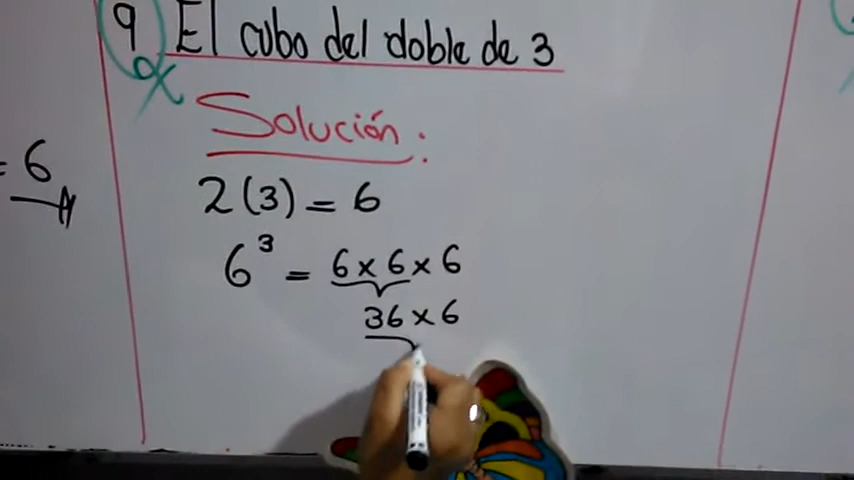 9 El cubo del doble de 3
Solución:
= 6
2(3) = 6
6³ = 6×6×6
36×6